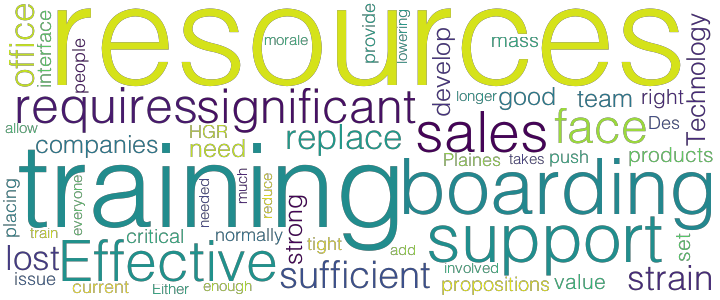 office
interface
people
resources
morale
provide
lowering
mass
develop
Technology
requires
significant
longer
good
team
right
allow
companies
HGR
need
replace
sales
face
Des
Plaines
takes
push
products
training
boarding
placing
train
everyone
critical
needed
normally
much
reduce
strong
tight
add
support
set
lost
issue
Effective
current
Either
enough
sufficient
involved
propositions
value
strain